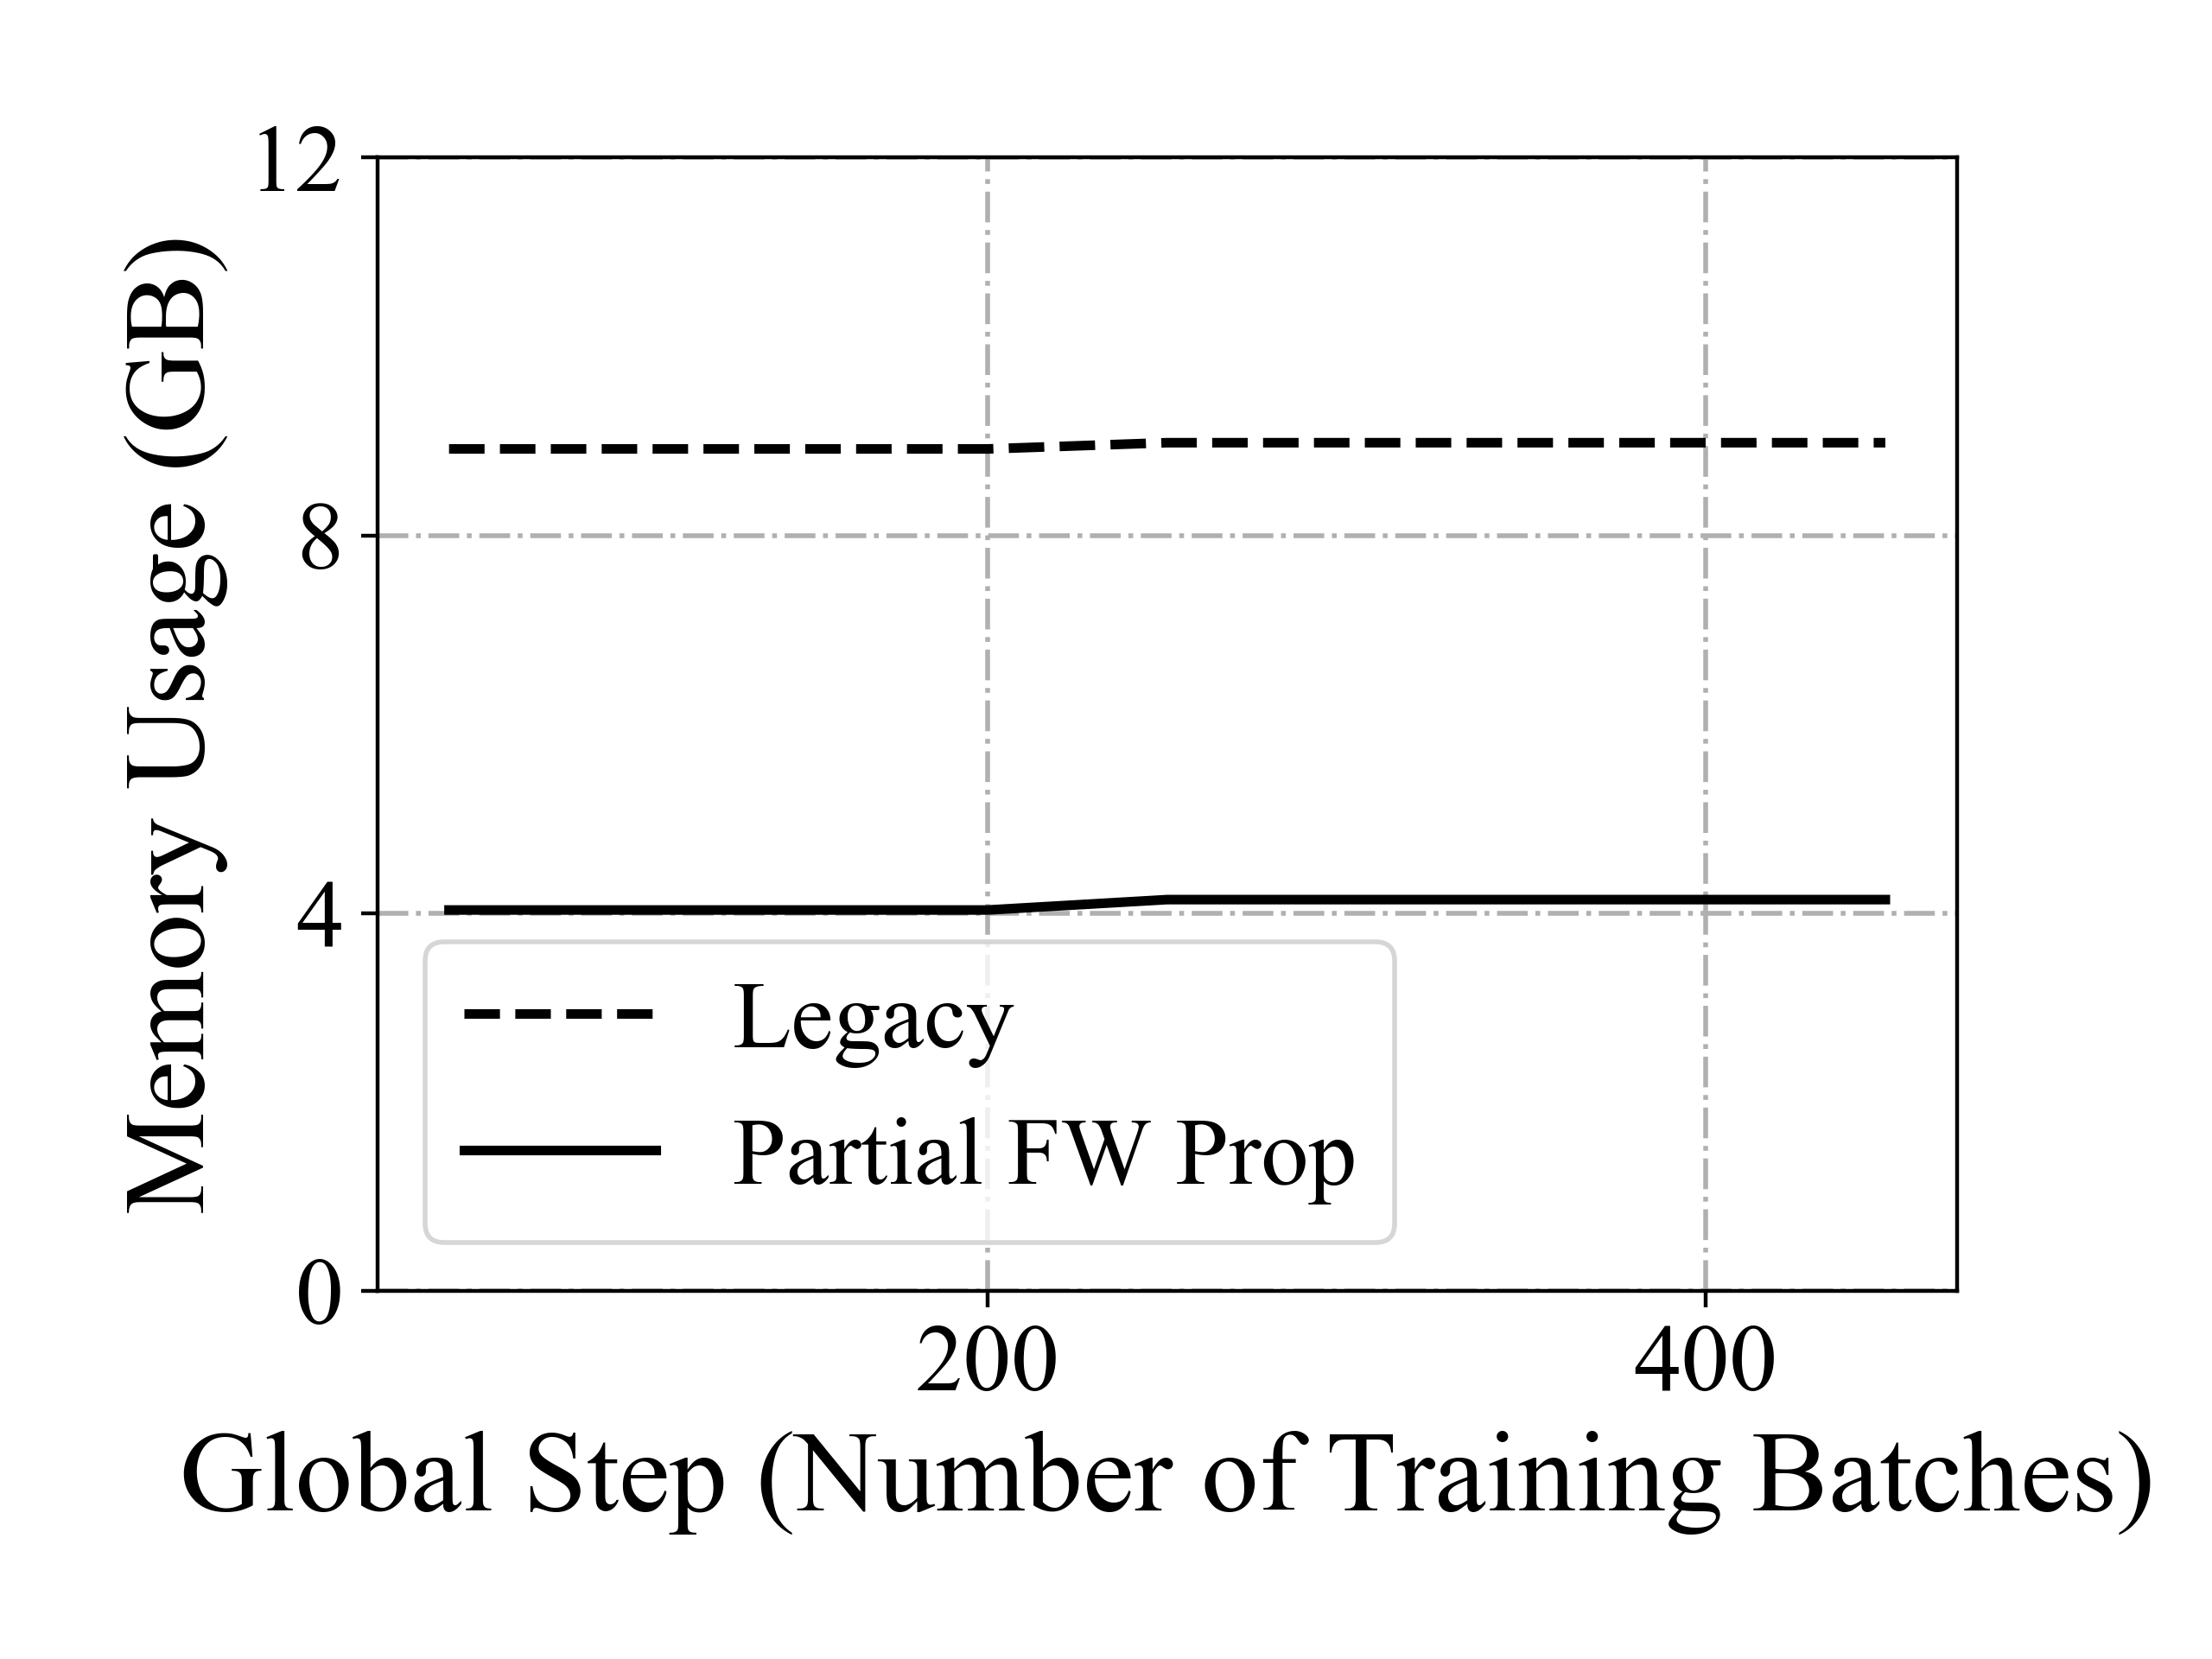 Memory Usage (GB)
12
8
4
0
Legacy
Partial FW Prop
200
400
Global Step (Number of Training Batches)